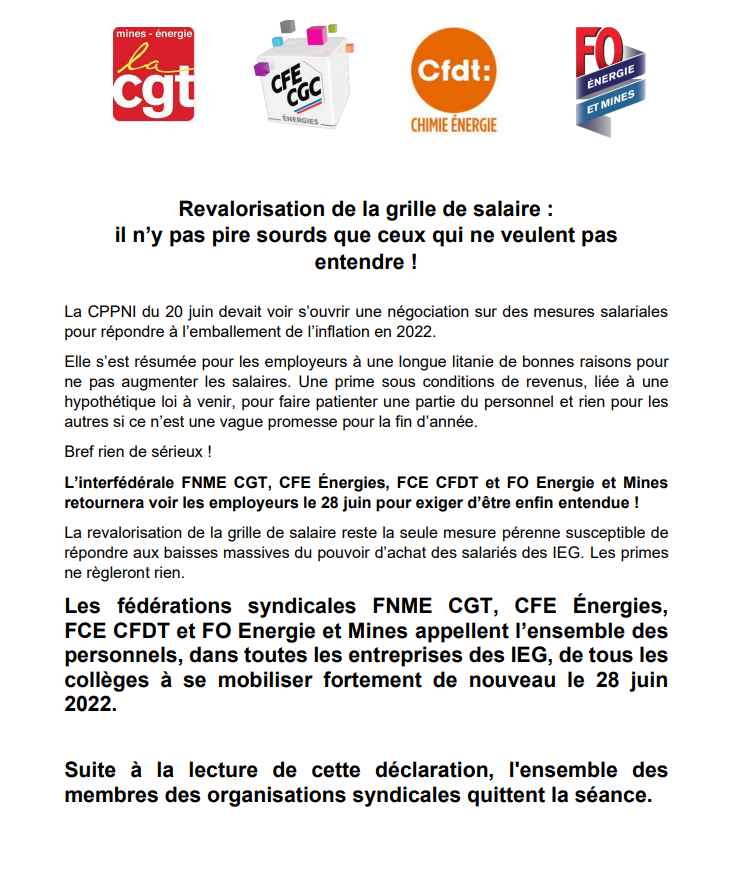 mines - énergie
la
cgt
CFE
CGC
ÉNERGIES
Cfdt:
CHIMIE ÉNERGIE
FO
ÉNERGIE
ET MINES
Revalorisation de la grille de salaire :
il n’y pas pire sourds que ceux qui ne veulent pas
entendre !
La CPPNI du 20 juin devait voir s’ouvrir une négociation sur des mesures salariales
pour répondre à l’emballement de l’inflation en 2022.
Elle s’est résumée pour les employeurs à une longue litanie de bonnes raisons pour
ne pas augmenter les salaires. Une prime sous conditions de revenus, liée à une
hypothétique loi à venir, pour faire patienter une partie du personnel et rien pour les
autres si ce n’est une vague promesse pour la fin d’année.
Bref rien de sérieux !
L’interfédérale FNME CGT, CFE Énergies, FCE CFDT et FO Energie et Mines
retournera voir les employeurs le 28 juin pour exiger d’être enfin entendue !
La revalorisation de la grille de salaire reste la seule mesure pérenne susceptible de
répondre aux baisses massives du pouvoir d’achat des salariés des IEG. Les primes
ne règleront rien.
Les fédérations syndicales FNME CGT, CFE Énergies,
FCE CFDT et FO Energie et Mines appellent l’ensemble des
personnels, dans toutes les entreprises des IEG, de tous les
collèges à se mobiliser fortement de nouveau le 28 juin
2022.
Suite à la lecture de cette déclaration, l'ensemble des
membres des organisations syndicales quittent la séance.